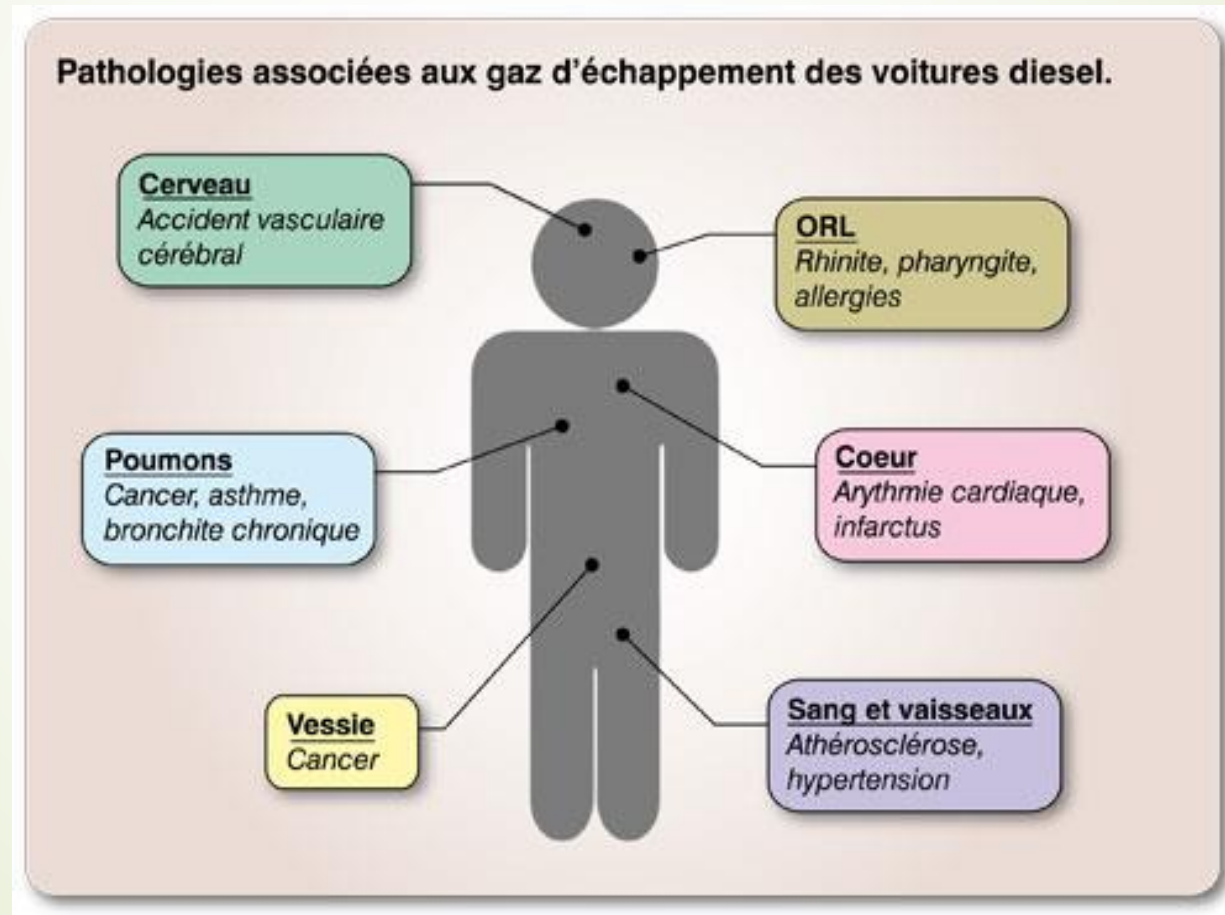 Pathologies associées aux gaz d'échappement des voitures diesel.
Cerveau
Accident vasculaire
cérébral
ORL
Rhinite, pharyngite,
allergies
Poumons
Cancer, asthme,
bronchite chronique
Coeur
Arythmie cardiaque,
infarctus
Vessie
Cancer
Sang et vaisseaux
Athérosclérose,
hypertension